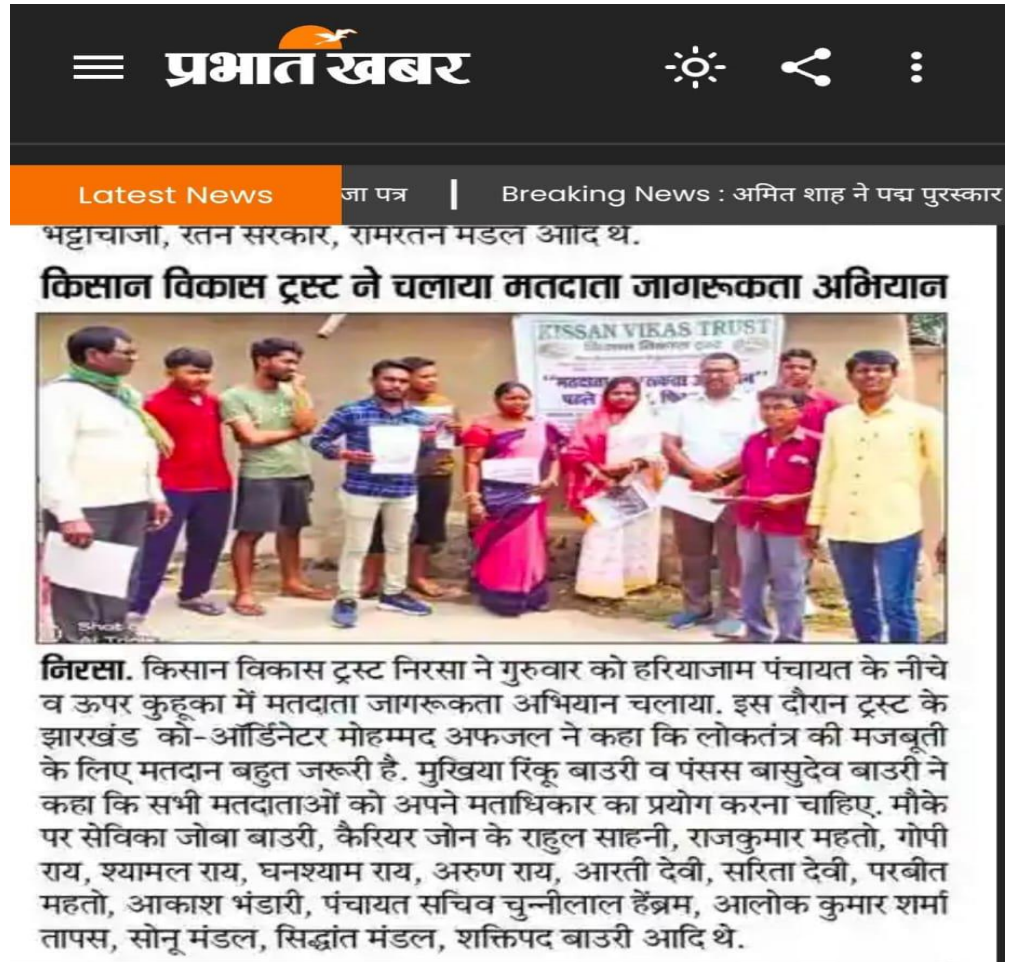 प्रभात खबर
Latest News
जा पत्र | Breaking News : अमित शाह ने पद्म पुरस्कार
भट्टाचार्जी, रतन सरकार, रामरतन मंडल आदि थे.
किसान विकास ट्रस्ट ने चलाया मतदाता जागरूकता अभियान
KISSAN VIKAS TRUST
किसान विकास ट्रस्ट
"मतदाता
पहले
Shot
निरसा. किसान विकास ट्रस्ट निरसा ने गुरुवार को हरियाजाम पंचायत के नीचे
व ऊपर कुहूका में मतदाता जागरूकता अभियान चलाया. इस दौरान ट्रस्ट के
झारखंड को-ऑर्डिनेटर मोहम्मद अफजल ने कहा कि लोकतंत्र की मजबूती
के लिए मतदान बहुत जरूरी है. मुखिया रिंकू बाउरी व पंसस बासुदेव बाउरी ने
कहा कि सभी मतदाताओं को अपने मताधिकार का प्रयोग करना चाहिए. मौके
पर सेविका जोबा बाउरी, कैरियर जोन के राहुल साहनी, राजकुमार महतो, गोपी
राय, श्यामल राय, घनश्याम राय, अरुण राय, आरती देवी, सरिता देवी, परबीत
महतो, आकाश भंडारी, पंचायत सचिव चुन्नीलाल हेंब्रम, आलोक कुमार शर्मा
तापस, सोनू मंडल, सिद्धांत मंडल, शक्तिपद बाउरी आदि थे.